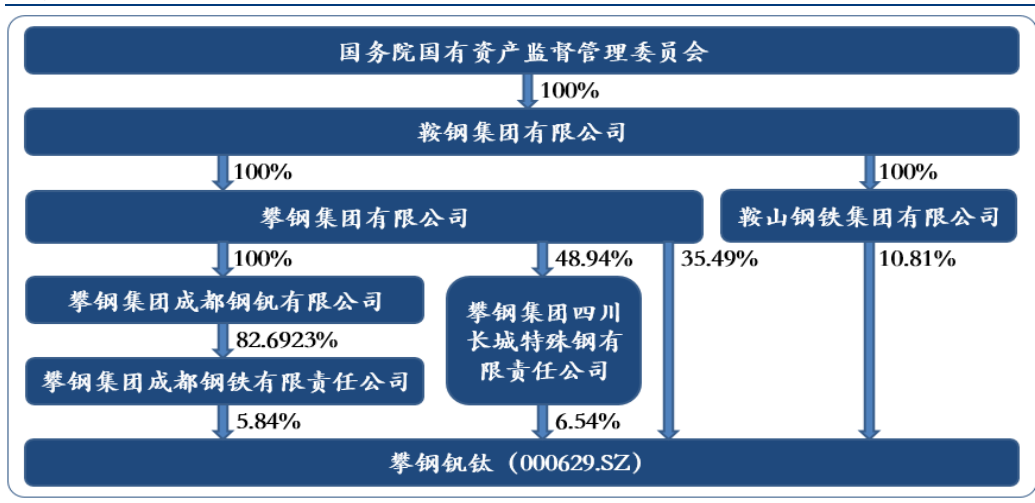 国务院国有资产监督管理委员会
100%
鞍钢集团有限公司
100%
100%
攀钢集团有限公司
鞍山钢铁集团有限公司
100%
48.94%
35.49%
10.81%
攀钢集团成都钢钒有限公司
攀钢集团四川
长城特殊钢有
限责任公司
82.6923%
攀钢集团成都钢铁有限责任公司
5.84%
6.54%
攀钢钒钛（000629.SZ）